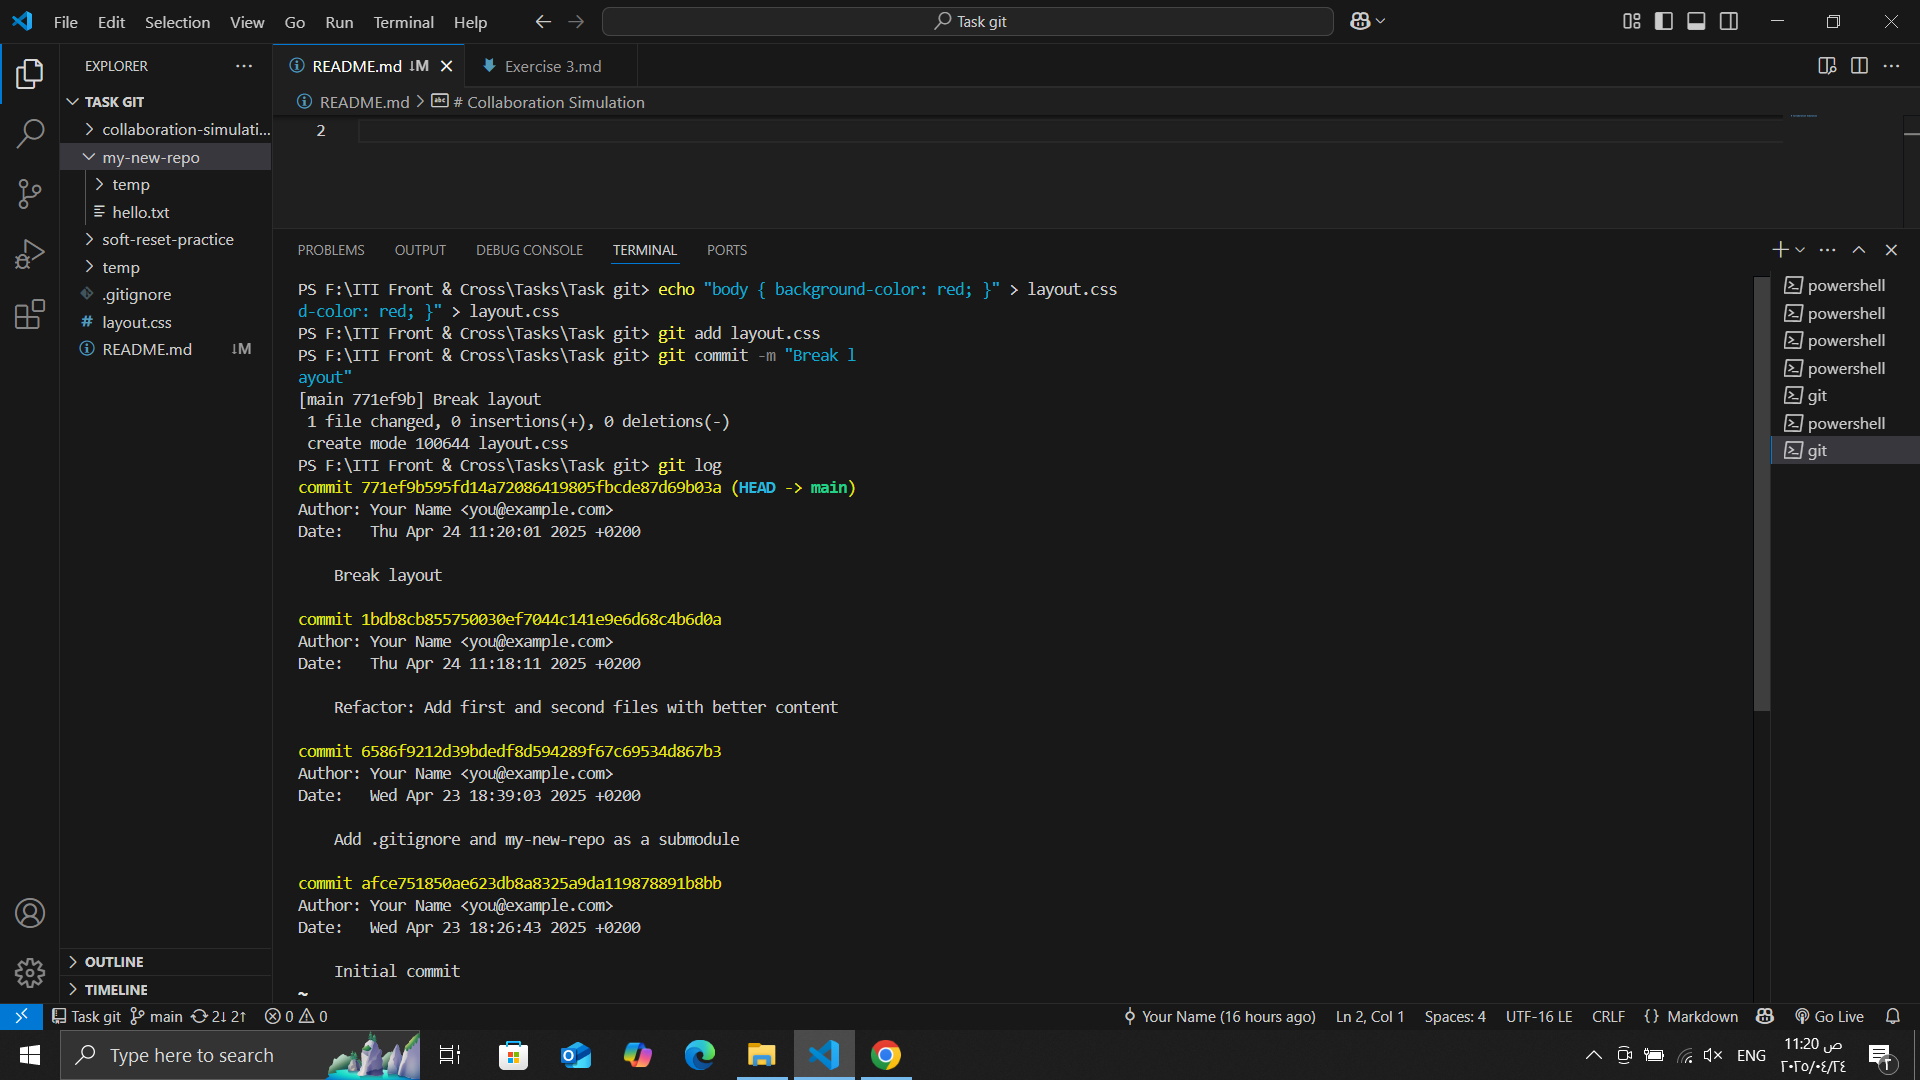 File Edit Selection View Go Run Terminal Help
Task git
EXPLORER
TASK GIT
collaboration-simulati...
my-new-repo
temp
hello.txt
soft-reset-practice
temp
.gitignore
layout.css
README.md ↓M
OUTLINE
TIMELINE
README.md ↓M
Exercise 3.md
README.md > # Collaboration Simulation
2
PROBLEMS OUTPUT DEBUG CONSOLE TERMINAL PORTS
PS F:\ITI Front & Cross\Tasks\Task git> echo "body { background-color: red; }" > layout.css
d-color: red; }" > layout.css
PS F:\ITI Front & Cross\Tasks\Task git> git add layout.css
PS F:\ITI Front & Cross\Tasks\Task git> git commit -m "Break l
ayout"
[main 771ef9b] Break layout
1 file changed, 0 insertions(+), 0 deletions(-)
create mode 100644 layout.css
PS F:\ITI Front & Cross\Tasks\Task git> git log
commit 771ef9b595fd14a72086419805fbcde87d69b03a (HEAD -> main)
Author: Your Name <you@example.com>
Date:   Thu Apr 24 11:20:01 2025 +0200
Break layout
commit 1bdb8cb855750030ef7044c141e9e6d68c4b6d0a
Author: Your Name <you@example.com>
Date:   Thu Apr 24 11:18:11 2025 +0200
Refactor: Add first and second files with better content
commit 6586f9212d39bdedf8d594289f67c69534d867b3
Author: Your Name <you@example.com>
Date:   Wed Apr 23 18:39:03 2025 +0200
Add .gitignore and my-new-repo as a submodule
commit afce751850ae623db8a8325a9da119878891b8bb
Author: Your Name <you@example.com>
Date:   Wed Apr 23 18:26:43 2025 +0200
Initial commit
~
powershell
powershell
powershell
powershell
git
powershell
git
Task git main 2↓ 2↑ 0 0
Your Name (16 hours ago) Ln 2, Col 1 Spaces: 4 UTF-16 LE CRLF {} Markdown Go Live
Type here to search
ENG
11:20 ص
٢٠٢٥/٠٤/٢٤
٢